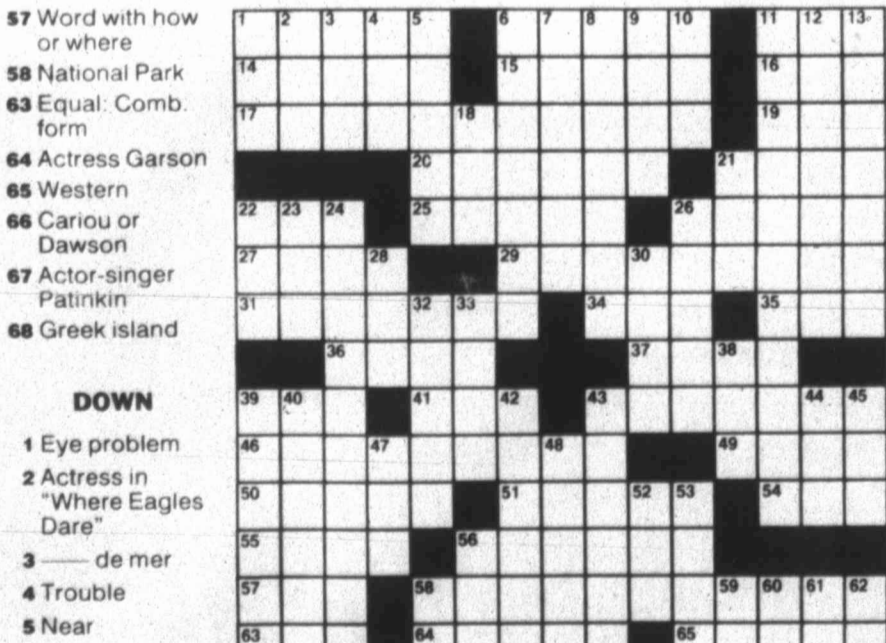 57 Word with how
or where
58 National Park
63 Equal: Comb.
form
64 Actress Garson
65 Western
66 Cariou or
Dawson
67 Actor-singer
Patinkin
68 Greek island
DOWN
1 Eye problem
2 Actress in
"Where Eagles
Dare"
3 —— de mer
4 Trouble
5 Near
1 2 3 4 5 6 7 8 9 10 11 12 13
14 15 16
17 18 19
20 21
22 23 24 25 26
27 28 29 30
31 32 33 34 35
36 37 38
39 40 41 42 43 44 45
46 47 48 49
50 51 52 53 54
55 56
57 58 59 60 61 62
63 64 65